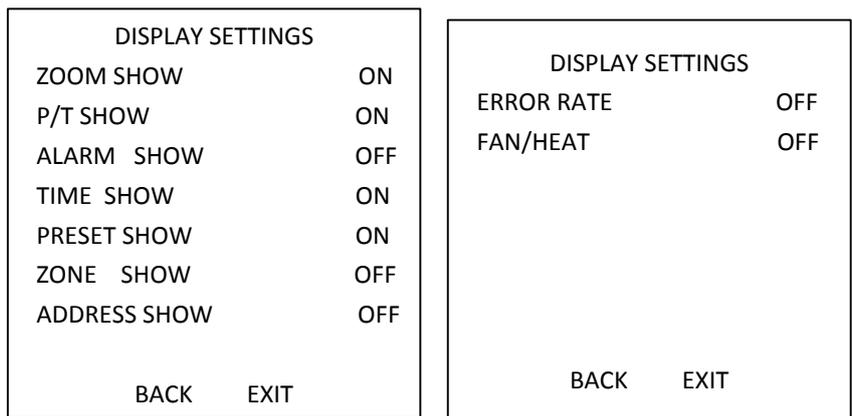 DISPLAY SETTINGS
ZOOM SHOW ON
P/T SHOW ON
ALARM SHOW OFF
TIME SHOW ON
PRESET SHOW ON
ZONE SHOW OFF
ADDRESS SHOW OFF
BACK EXIT
DISPLAY SETTINGS
ERROR RATE OFF
FAN/HEAT OFF
BACK EXIT